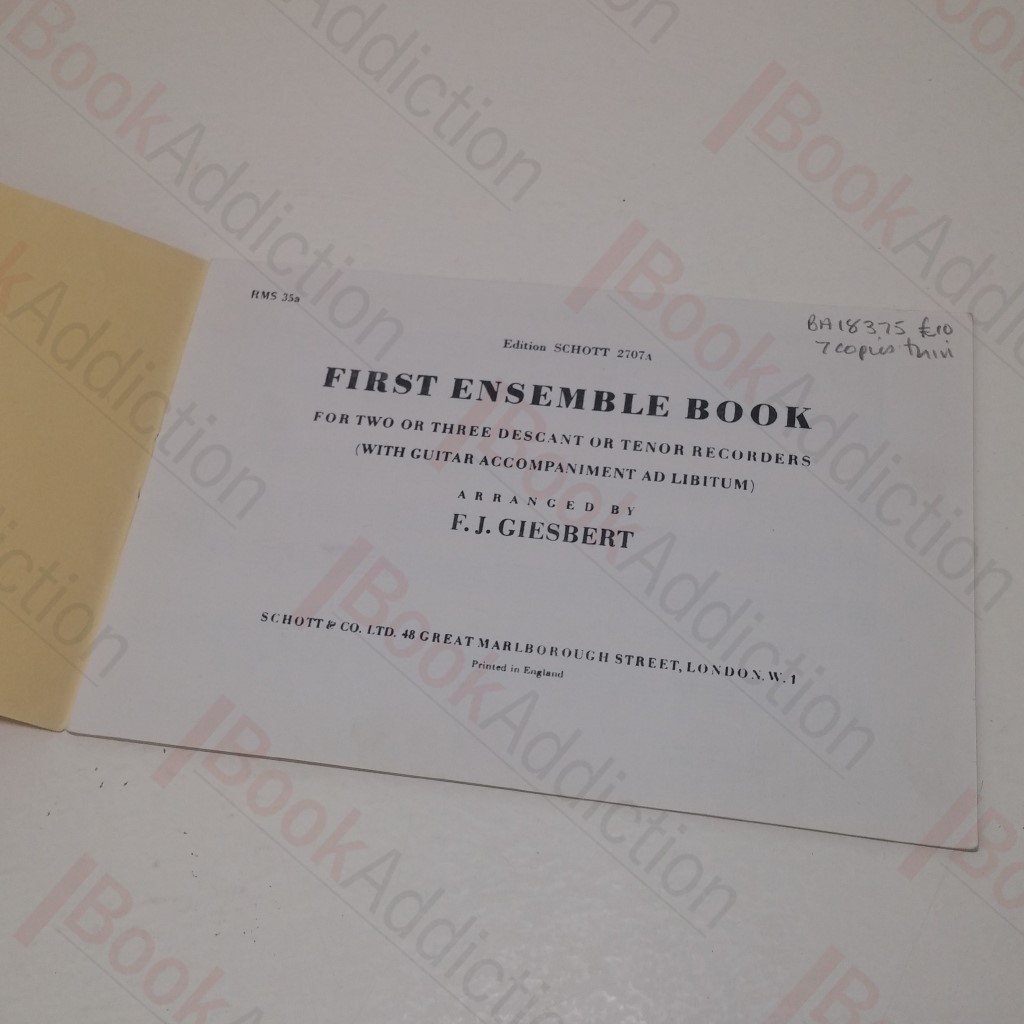 RMS 35a
BA18375 £10
7 copies thin
Edition SCHOTT 2707A
FIRST ENSEMBLE BOOK
FOR TWO OR THREE DESCANT OR TENOR RECORDERS
(WITH GUITAR ACCOMPANIMENT AD LIBITUM)
ARRANGED BY
F. J. GIESBERT
SCHOTT & CO. LTD. 48 GREAT MARLBOROUGH STREET, LONDON. W. 1
Printed in England
BookAddiction